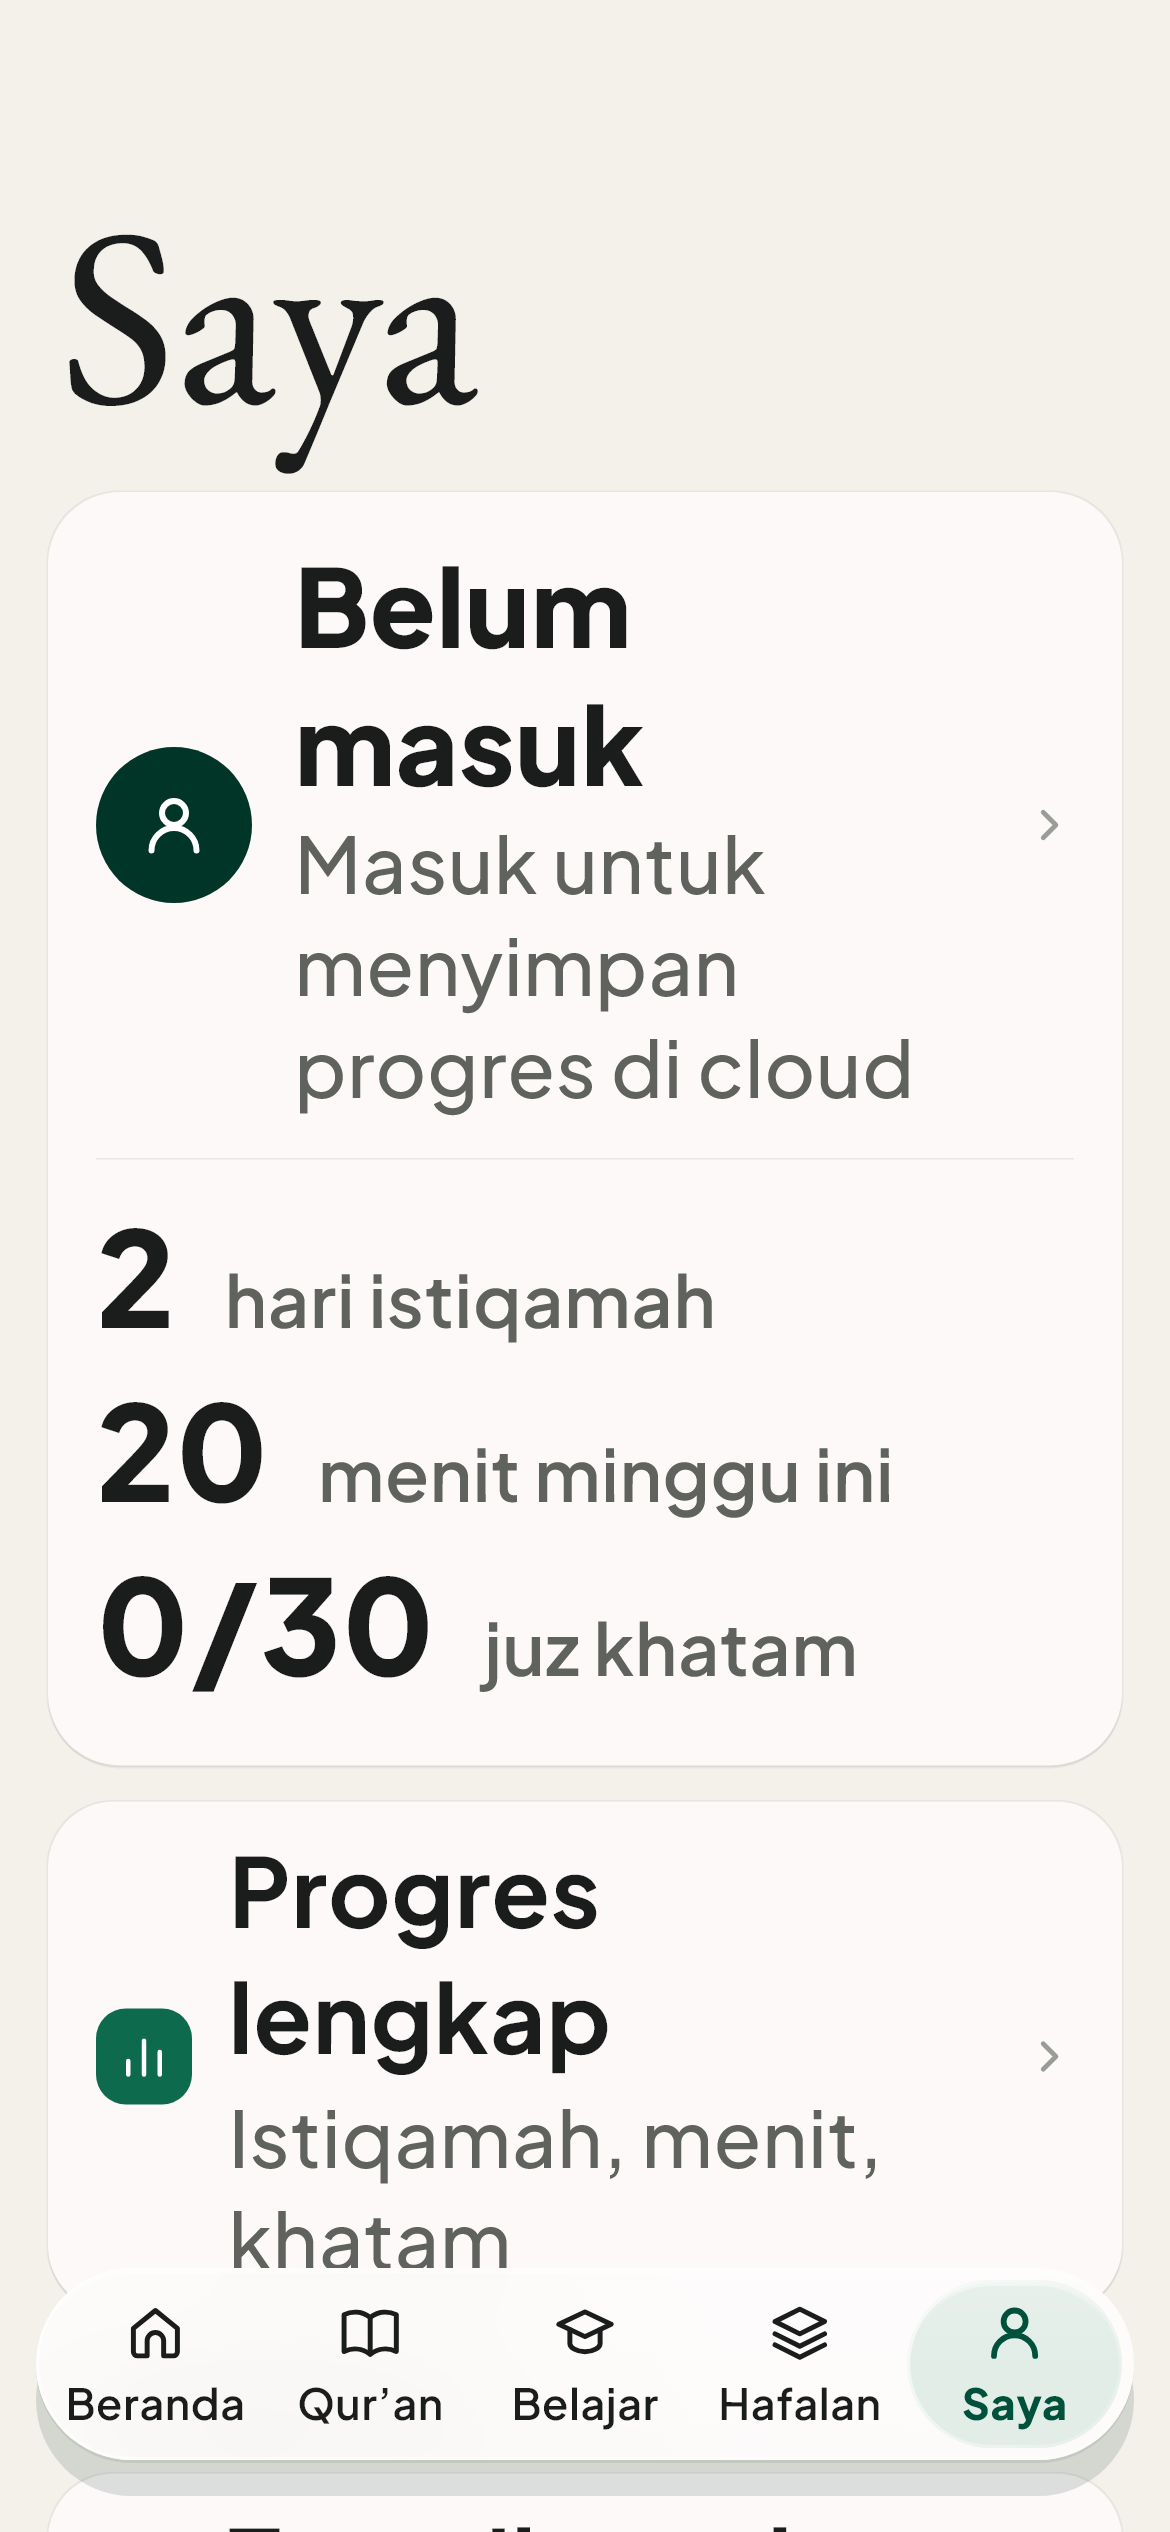 Saya
Belum
masuk
Masuk untuk
menyimpan
progres di cloud
2 hari istiqamah
20 menit minggu ini
0/30 juz khatam
Progres
lengkap
Istiqamah, menit,
khatam
Beranda
Qur’an
Belajar
Hafalan
Saya